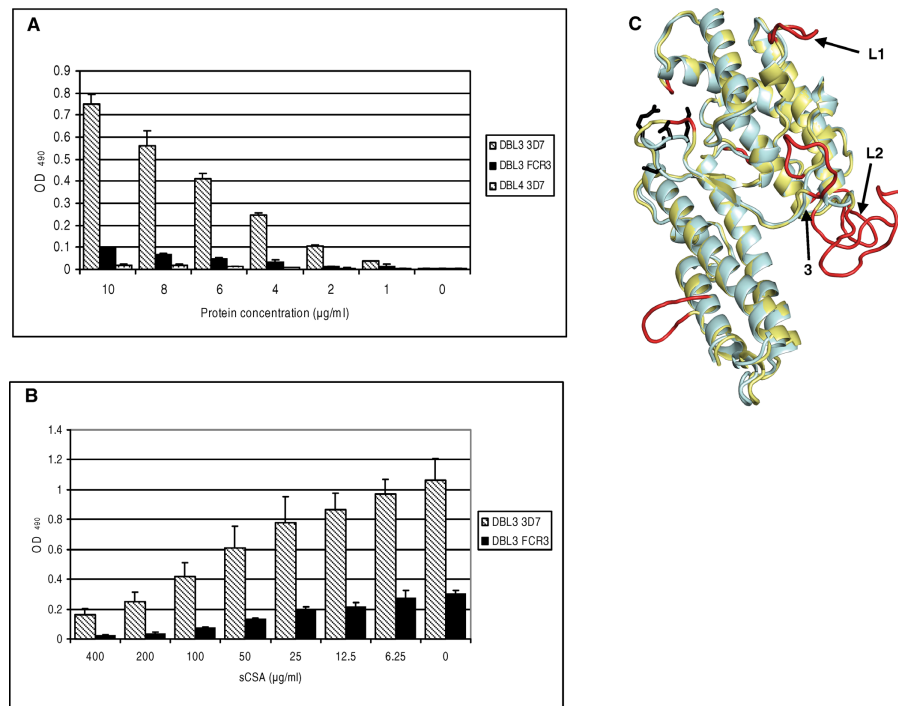 A
0.9
0.8
0.7
0.6
0.5
0.4
0.3
0.2
0.1
0
OD 490
10 8 6 4 2 1 0
Protein concentration (µg/ml)
DBL3 3D7
DBL3 FCR3
DBL4 3D7
B
1.4
1.2
1
0.8
0.6
0.4
0.2
0
OD 490
400 200 100 50 25 12.5 6.25 0
sCSA (µg/ml)
DBL3 3D7
DBL3 FCR3
C
L1
L2
3